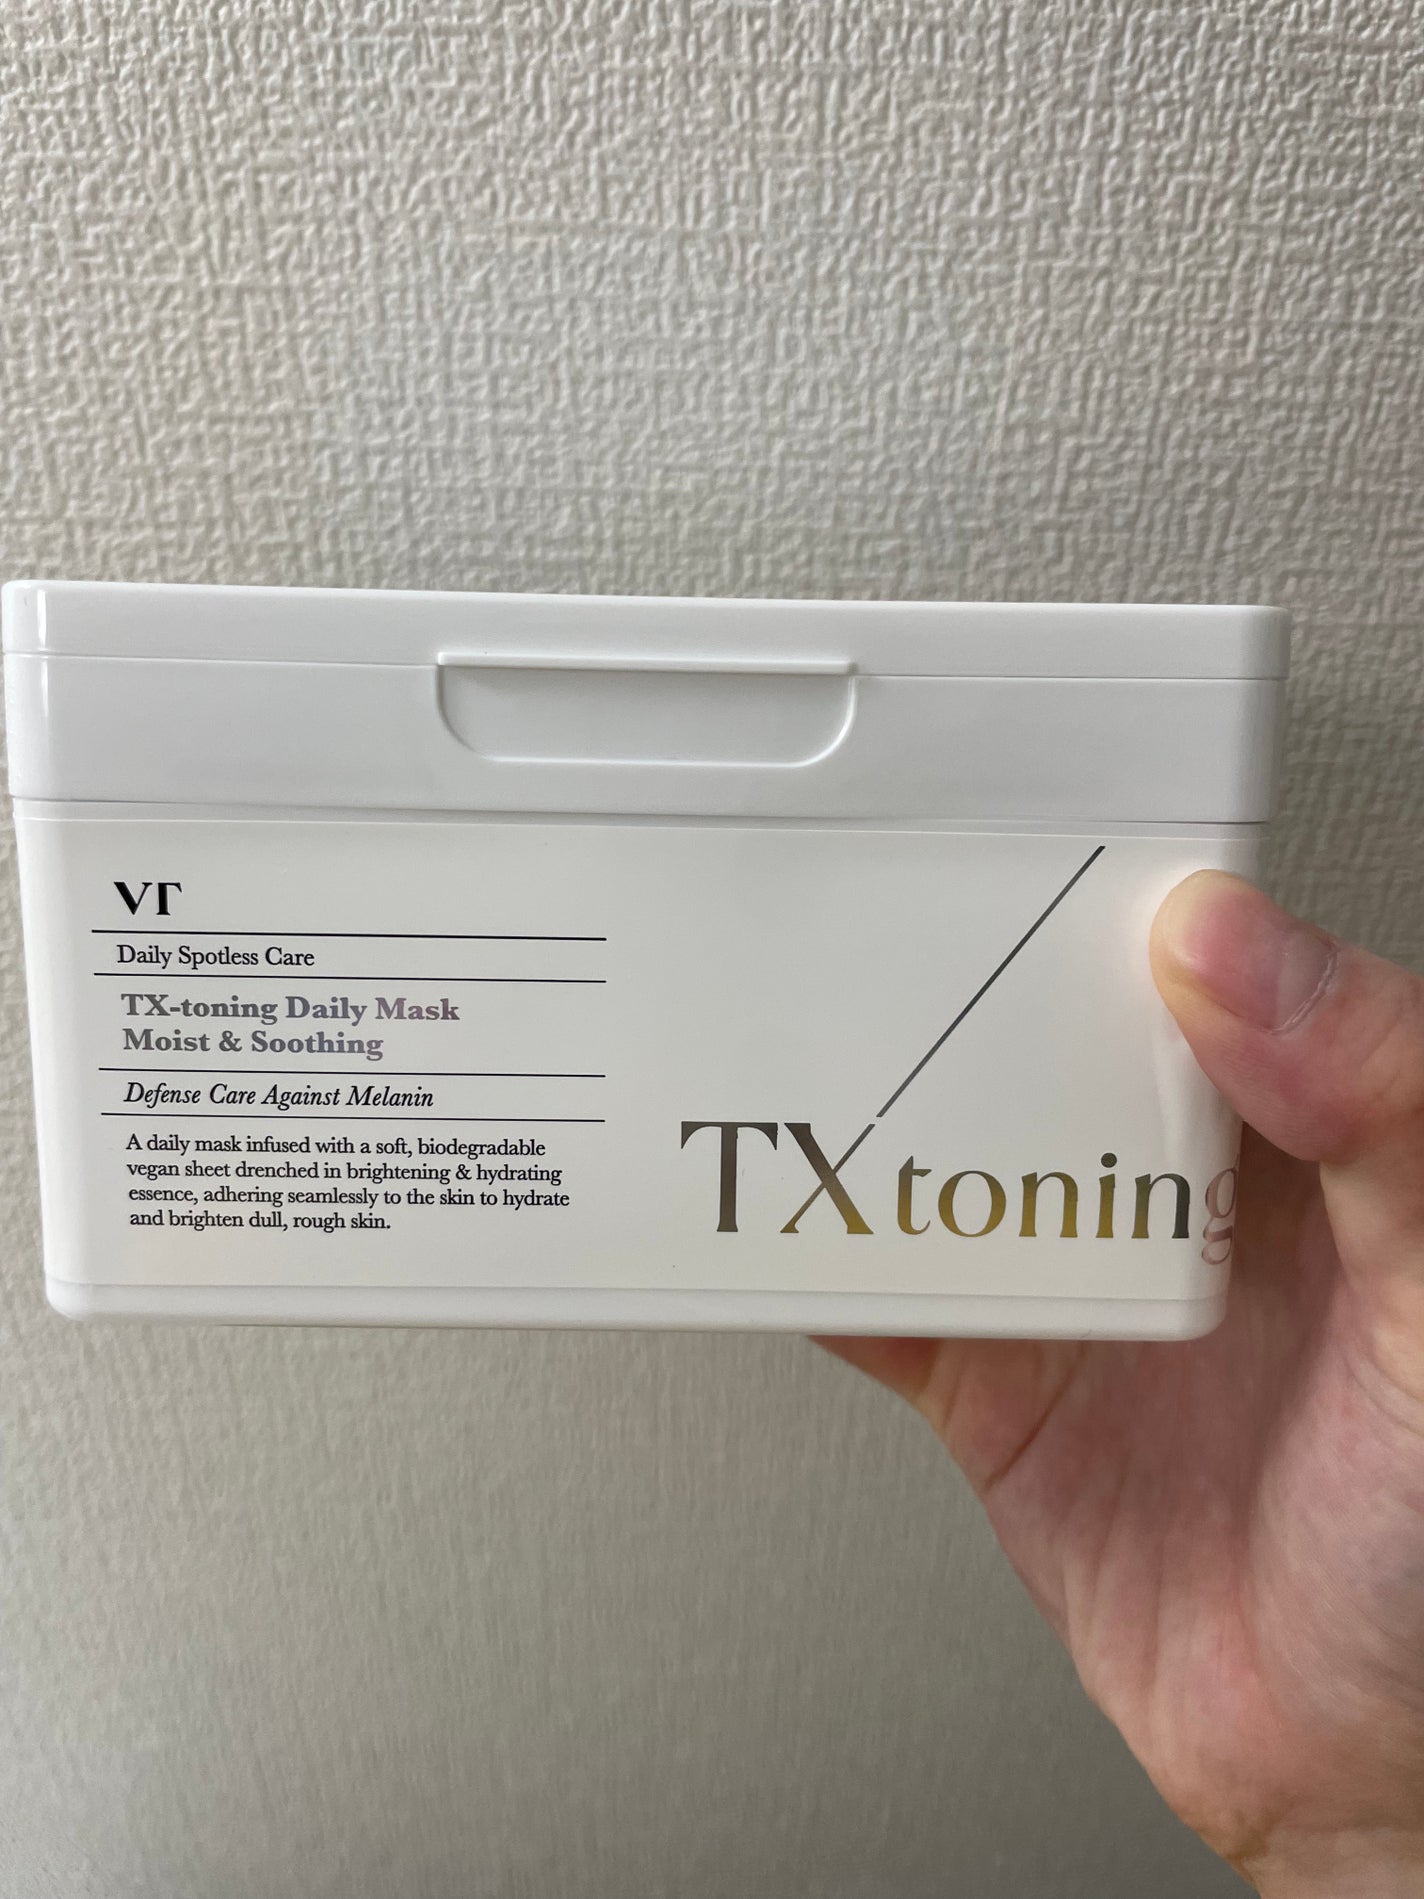 VT
Daily Spotless Care
TX-toning Daily Mask
Moist & Soothing
Defense Care Against Melanin
A daily mask infused with a soft, biodegradable
vegan sheet drenched in brightening & hydrating
essence, adhering seamlessly to the skin to hydrate
and brighten dull, rough skin.
TX toning